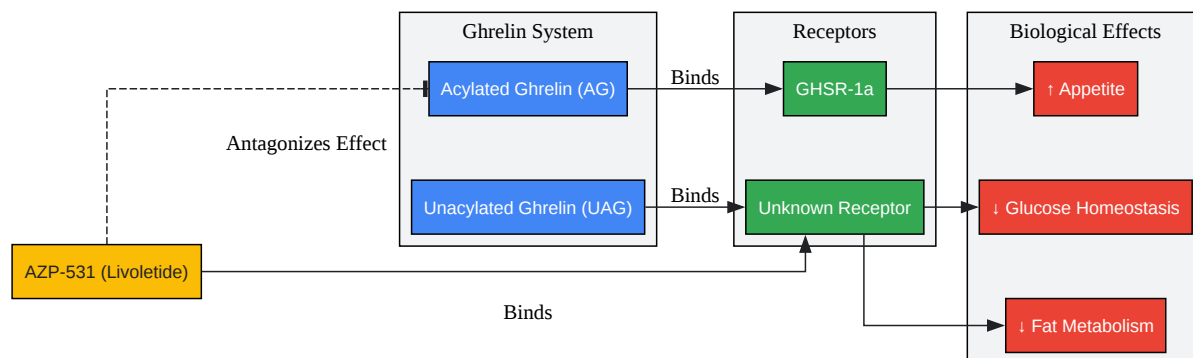 Ghrelin System
Receptors
Biological Effects
Acylated Ghrelin (AG)
Binds
GHSR-1a
↑ Appetite
Antagonizes Effect
Unacylated Ghrelin (UAG)
Binds
Unknown Receptor
↓ Glucose Homeostasis
AZP-531 (Livoletide)
Binds
↓ Fat Metabolism